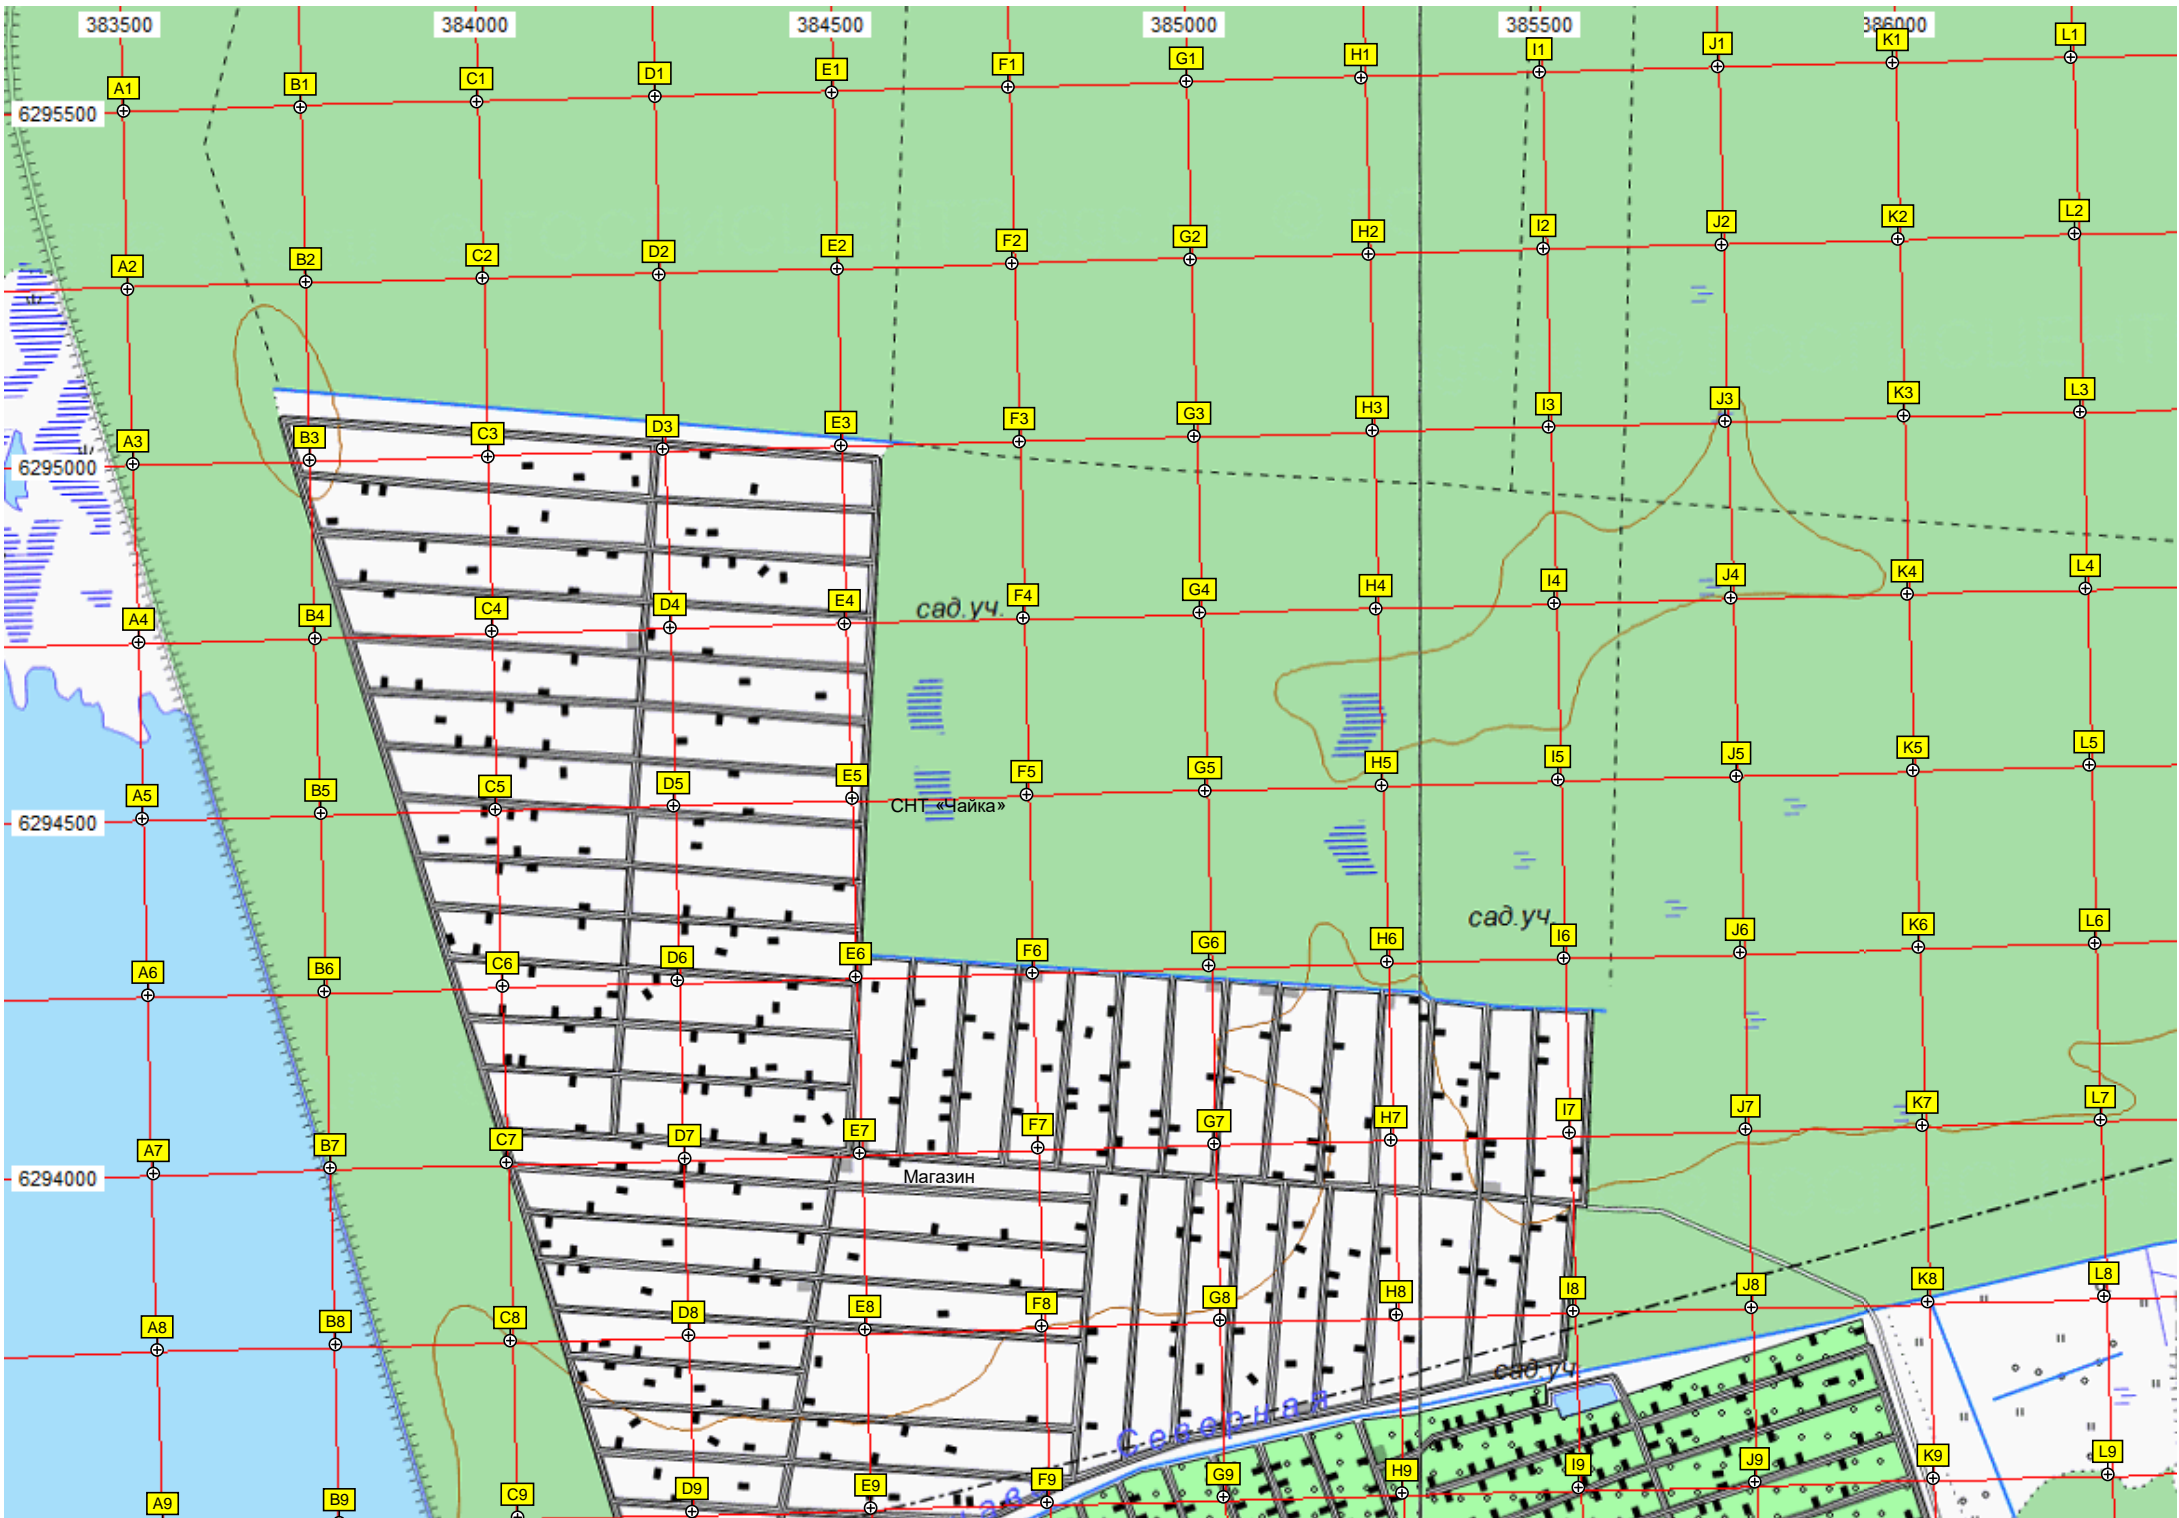 383500 384000 384500 385000 385500 386000
A1 B1 C1 D1 E1 F1 G1 H1 I1 J1 K1 L1
6295500
A2 B2 C2 D2 E2 F2 G2 H2 I2 J2 K2 L2
A3 B3 C3 D3 E3 F3 G3 H3 I3 J3 K3 L3
6295000
A4 B4 C4 D4 E4 F4 G4 H4 I4 J4 K4 L4
сад.уч.
A5 B5 C5 D5 E5 F5 G5 H5 I5 J5 K5 L5
СНТ «Чайка»
6294500
сад.уч.
A6 B6 C6 D6 E6 F6 G6 H6 I6 J6 K6 L6
A7 B7 C7 D7 E7 F7 G7 H7 I7 J7 K7 L7
Магазин
6294000
A8 B8 C8 D8 E8 F8 G8 H8 I8 J8 K8 L8
сад.уч.
Северная
A9 B9 C9 D9 E9 F9 G9 H9 I9 J9 K9 L9